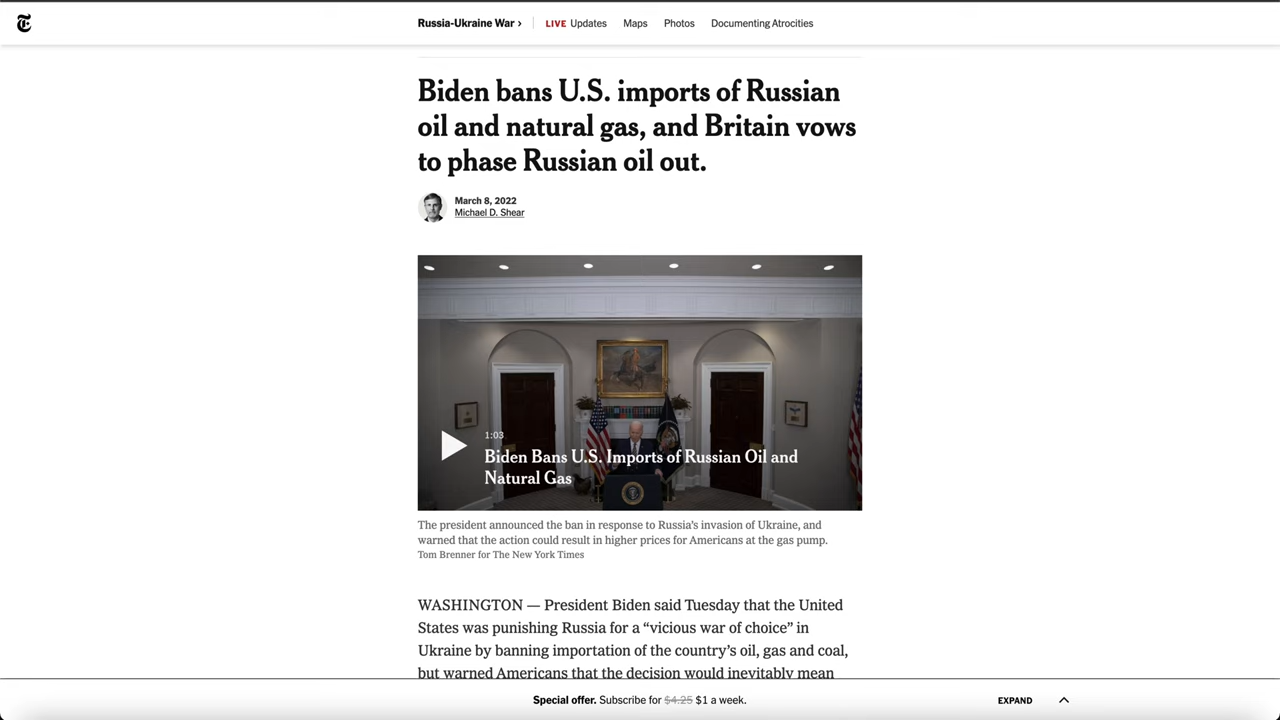 Russia-Ukraine War › LIVE Updates Maps Photos Documenting Atrocities
Biden bans U.S. imports of Russian
oil and natural gas, and Britain vows
to phase Russian oil out.
March 8, 2022
Michael D. Shear
1:03
Biden Bans U.S. Imports of Russian Oil and
Natural Gas
The president announced the ban in response to Russia’s invasion of Ukraine, and
warned that the action could result in higher prices for Americans at the gas pump.
Tom Brenner for The New York Times
WASHINGTON — President Biden said Tuesday that the United
States was punishing Russia for a “vicious war of choice” in
Ukraine by banning importation of the country’s oil, gas and coal,
but warned Americans that the decision would inevitably mean
Special offer. Subscribe for $4.25 $1 a week.
EXPAND